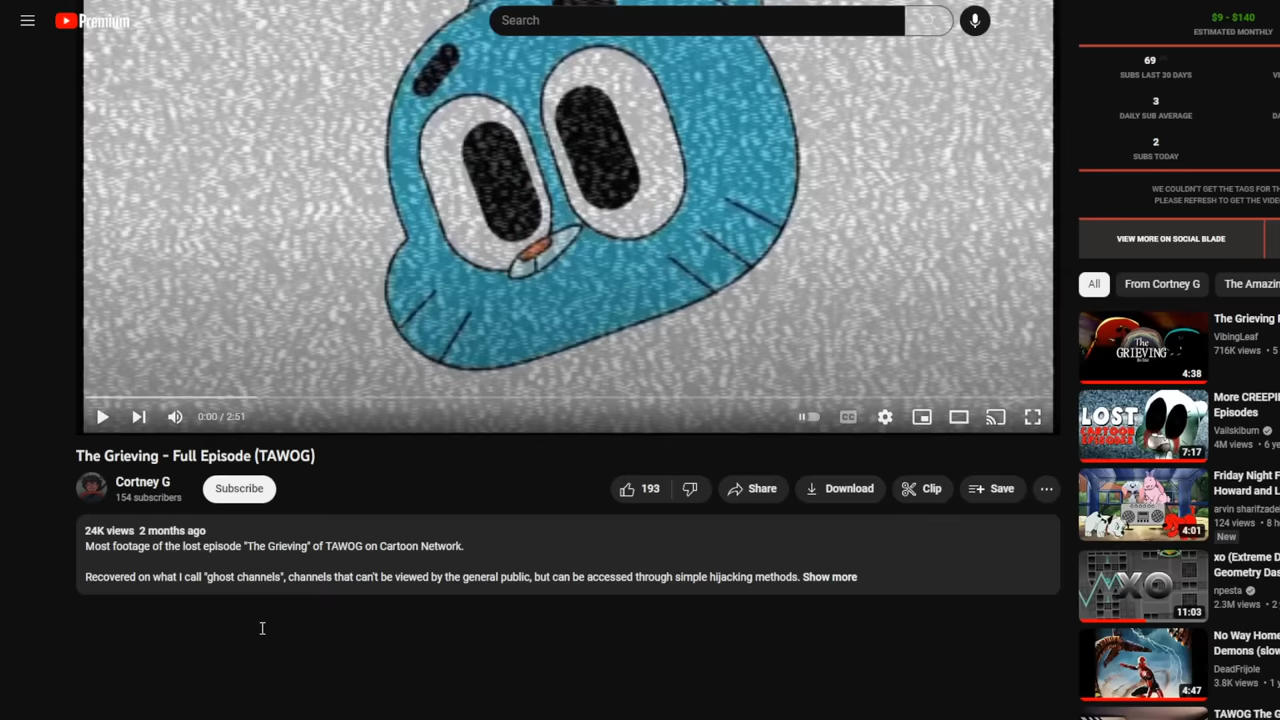 Premium
Search
0:00 / 2:51
CC
The Grieving - Full Episode (TAWOG)
Cortney G
154 subscribers
Subscribe
193
Share
Download
Clip
Save
24K views 2 months ago
Most footage of the lost episode "The Grieving" of TAWOG on Cartoon Network.
Recovered on what I call "ghost channels", channels that can't be viewed by the general public, but can be accessed through simple hijacking methods. Show more
$9 - $140
ESTIMATED MONTHLY
69
SUBS LAST 30 DAYS
3
DAILY SUB AVERAGE
2
SUBS TODAY
WE COULDN'T GET THE TAGS FOR
PLEASE REFRESH TO GET THE
VIEW MORE ON SOCIAL BLADE
All
From Cortney G
The Amazin
The Grieving
VibingLeaf
716K views • 5
The
GRIEVING
4:38
More CREEPI
Episodes
Vailskibum
4M views • 6
LOST
CARTOON
EPISODES
7:17
Friday Night F
Howard and L
arvin sharifzade
124 views • 8
New
4:01
xo (Extreme D
Geometry Das
npesta
2.3M views • 2
XO
11:03
No Way Home
Demons (slow
DeadFrijole
3.8K views • 1
4:47
TAWOG The G